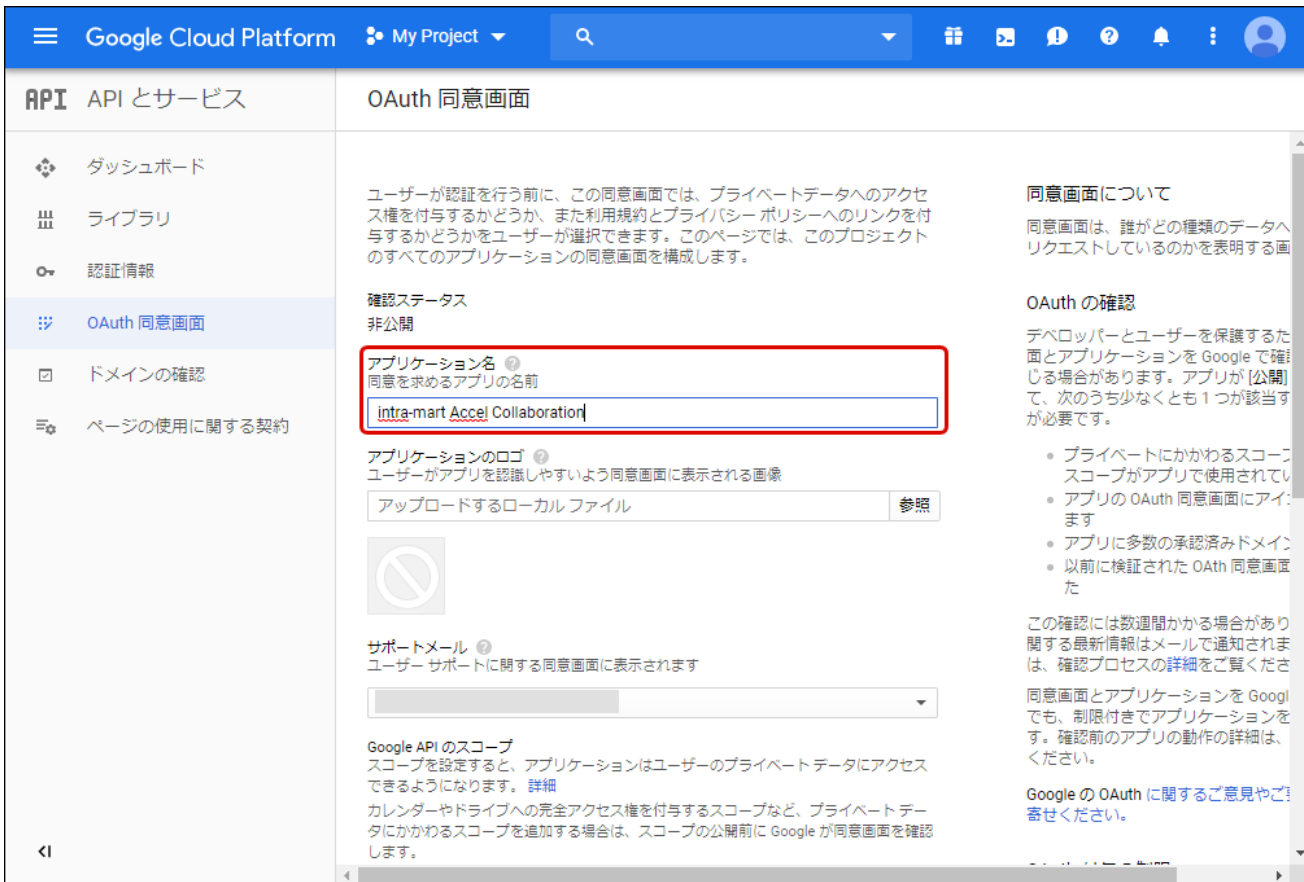 Google Cloud Platform
My Project
API APIとサービス
OAuth 同意画面
ダッシュボード
ライブラリ
認証情報
OAuth 同意画面
ドメインの確認
ページの使用に関する契約
ユーザーが認証を行う前に、この同意画面では、プライベートデータへのアクセ
ス権を付与するかどうか、また利用規約とプライバシー ポリシーへのリンクを付
与するかどうかをユーザーが選択できます。このページでは、このプロジェクト
のすべてのアプリケーションの同意画面を構成します。
確認ステータス
非公開
アプリケーション名
同意を求めるアプリの名前
intra-mart Accel Collaboration
アプリケーションのロゴ
ユーザーがアプリを認識しやすいよう同意画面に表示される画像
アップロードするローカル ファイル
参照
サポートメール
ユーザー サポートに関する同意画面に表示されます
Google API のスコープ
スコープを設定すると、アプリケーションはユーザーのプライベート データにアクセス
できるようになります。 詳細
カレンダーやドライブへの完全アクセス権を付与するスコープなど、プライベート デー
タにかかわるスコープを追加する場合は、スコープの公開前に Google が同意画面を確認
します。
同意画面について
同意画面は、誰がどの種類のデータへ
リクエストしているのかを表明する画
OAuth の確認
デベロッパーとユーザーを保護するた
面とアプリケーションを Google で確認
じる場合があります。アプリが [公開]
て、次のうち少なくとも 1 つが該当す
が必要です。
プライベートにかかわるスコープ
スコープがアプリで使用されてい
アプリの OAuth 同意画面にアイコ
ます
アプリに多数の承認済みドメイン
以前に検証された OAth 同意画面
た
この確認には数週間かかる場合があり
関する最新情報はメールで通知されま
は、確認プロセスの詳細をご覧くださ
同意画面とアプリケーションを Googl
でも、制限付きでアプリケーションを
す。確認前のアプリの動作の詳細は、
ください。
Google の OAuth に関するご意見やご要
寄せください。